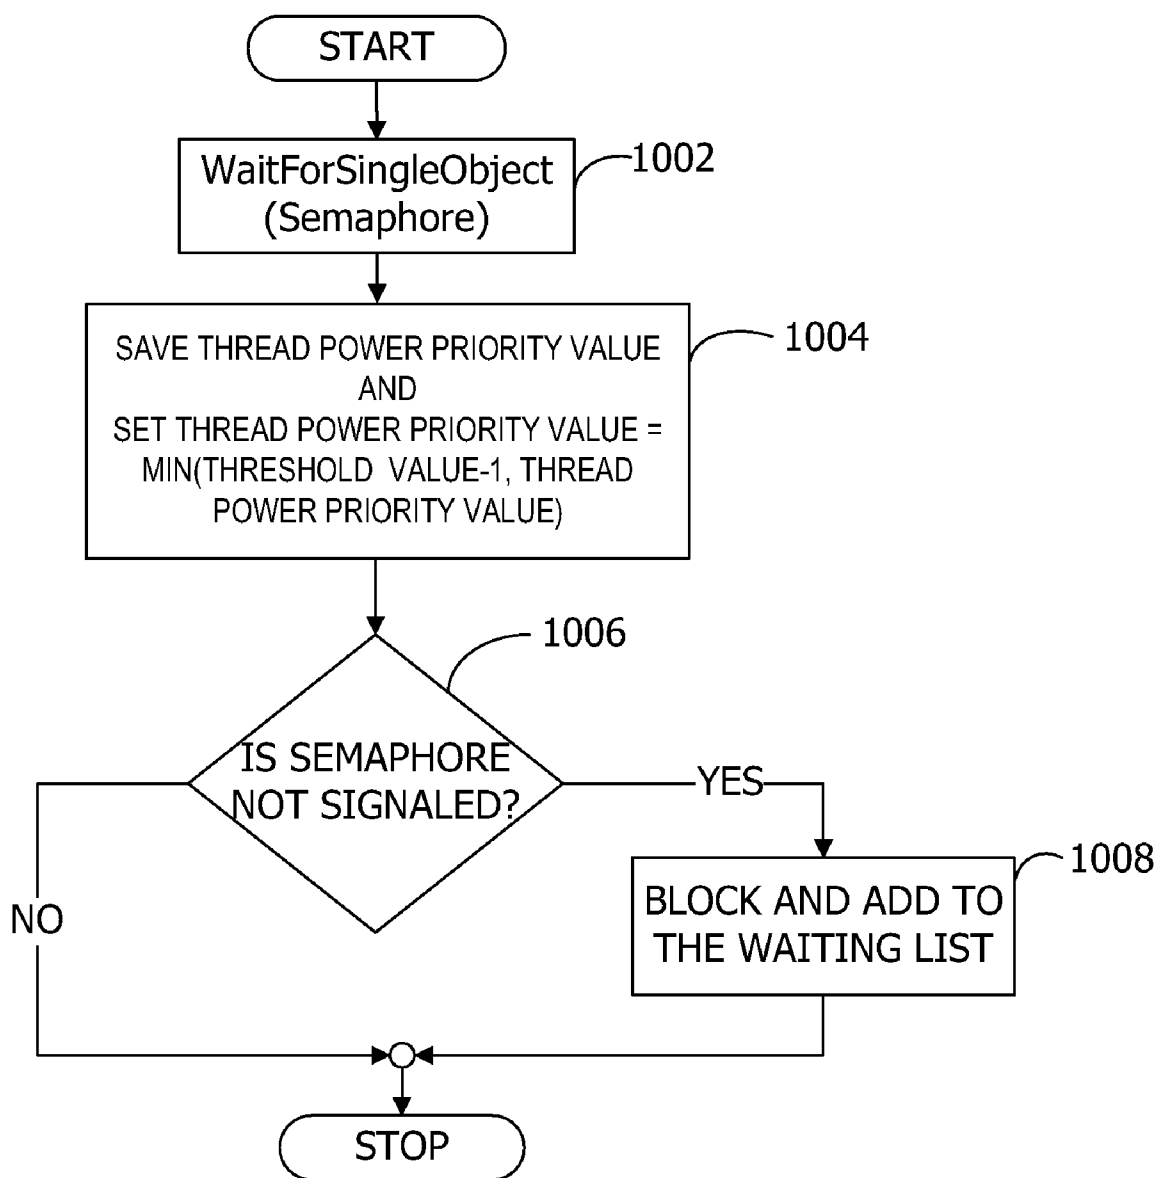 START
WaitForSingleObject
(Semaphore)
1002
SAVE THREAD POWER PRIORITY VALUE
AND
SET THREAD POWER PRIORITY VALUE =
MIN(THRESHOLD VALUE-1, THREAD
POWER PRIORITY VALUE)
1004
1006
IS SEMAPHORE
NOT SIGNALED?
YES
NO
1008
BLOCK AND ADD TO
THE WAITING LIST
STOP